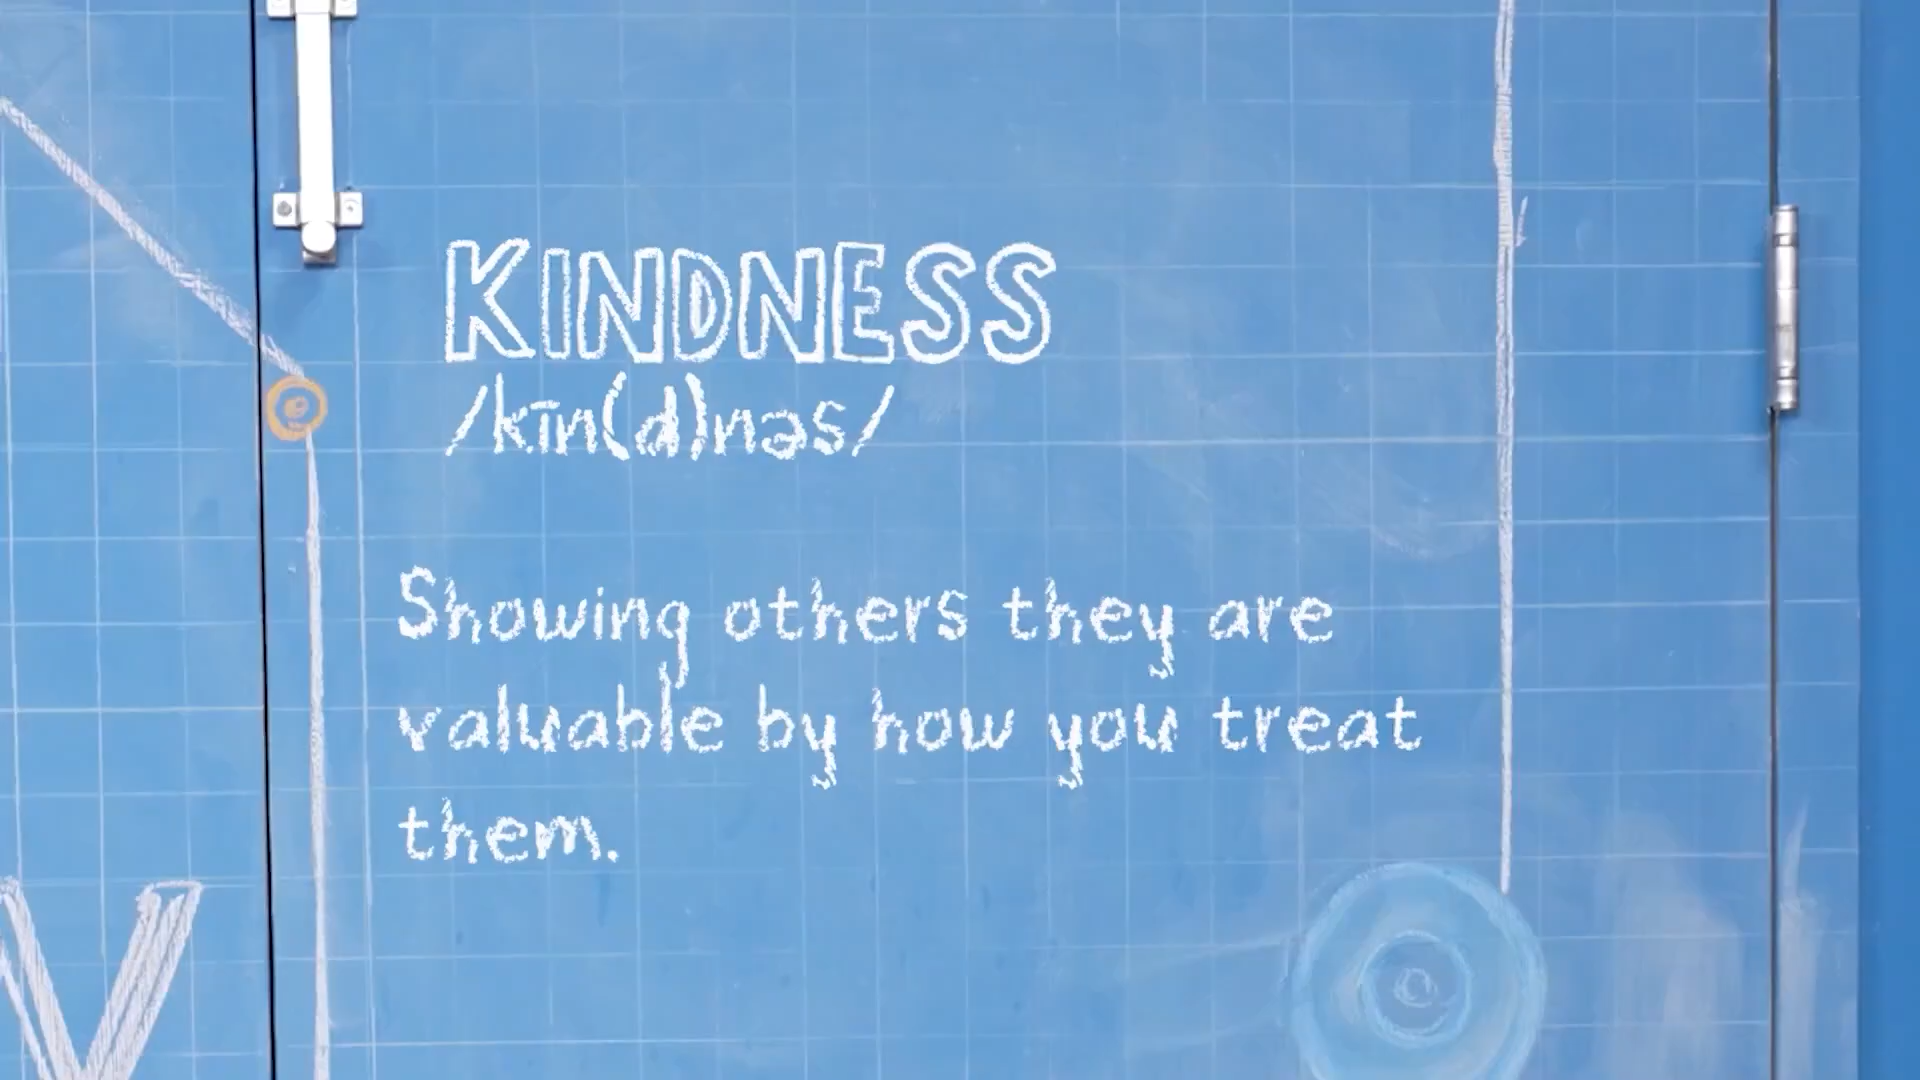 KINDNESS
/kīn(d)nəs/
Showing others they are
valuable by how you treat
them.